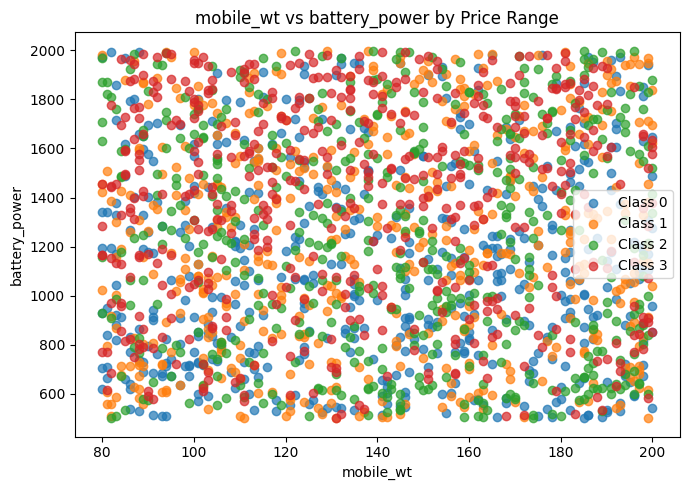 mobile_wt vs battery_power by Price Range
battery_power
2000
1800
1600
1400
1200
1000
800
600
Class 0
Class 1
Class 2
Class 3
80
100
120
140
160
180
200
mobile_wt